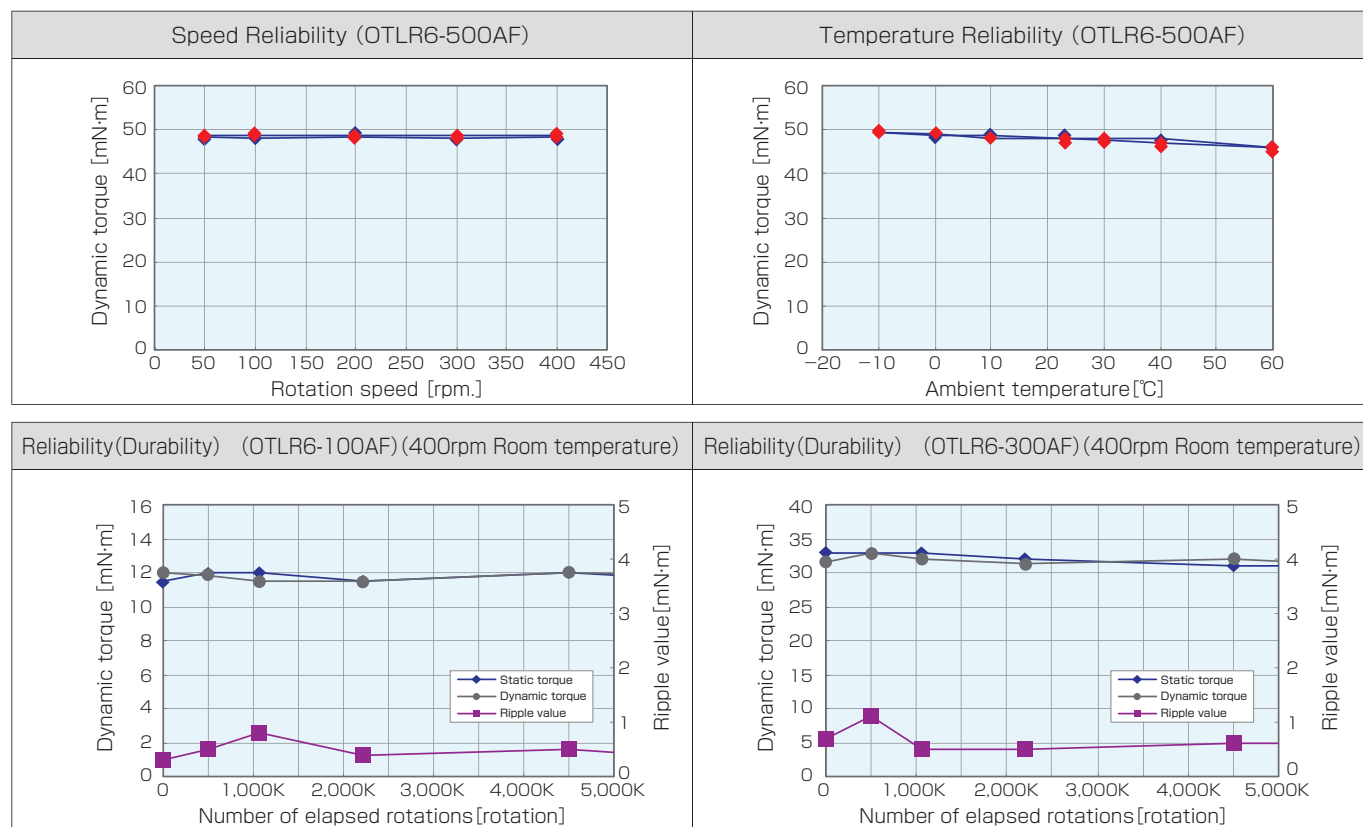 Speed Reliability (OTLR6-500AF)
Dynamic torque [mN·m]
60
50
40
30
20
10
0
0 50 100 150 200 250 300 350 400 450
Rotation speed [rpm.]
Temperature Reliability (OTLR6-500AF)
Dynamic torque [mN·m]
60
50
40
30
20
10
0
−20 −10 0 10 20 30 40 50 60
Ambient temperature[℃]
Reliability(Durability) (OTLR6-100AF)(400rpm Room temperature)
Dynamic torque [mN·m]
16
14
12
10
8
6
4
2
0
5
4
3
2
1
0
Ripple value[mN·m]
Static torque
Dynamic torque
Ripple value
0 1,000K 2,000K 3,000K 4,000K 5,000K
Number of elapsed rotations[rotation]
Reliability(Durability) (OTLR6-300AF)(400rpm Room temperature)
Dynamic torque [mN·m]
40
35
30
25
20
15
10
5
0
5
4
3
2
1
0
Ripple value[mN·m]
Static torque
Dynamic torque
Ripple value
0 1,000K 2,000K 3,000K 4,000K 5,000K
Number of elapsed rotations[rotation]